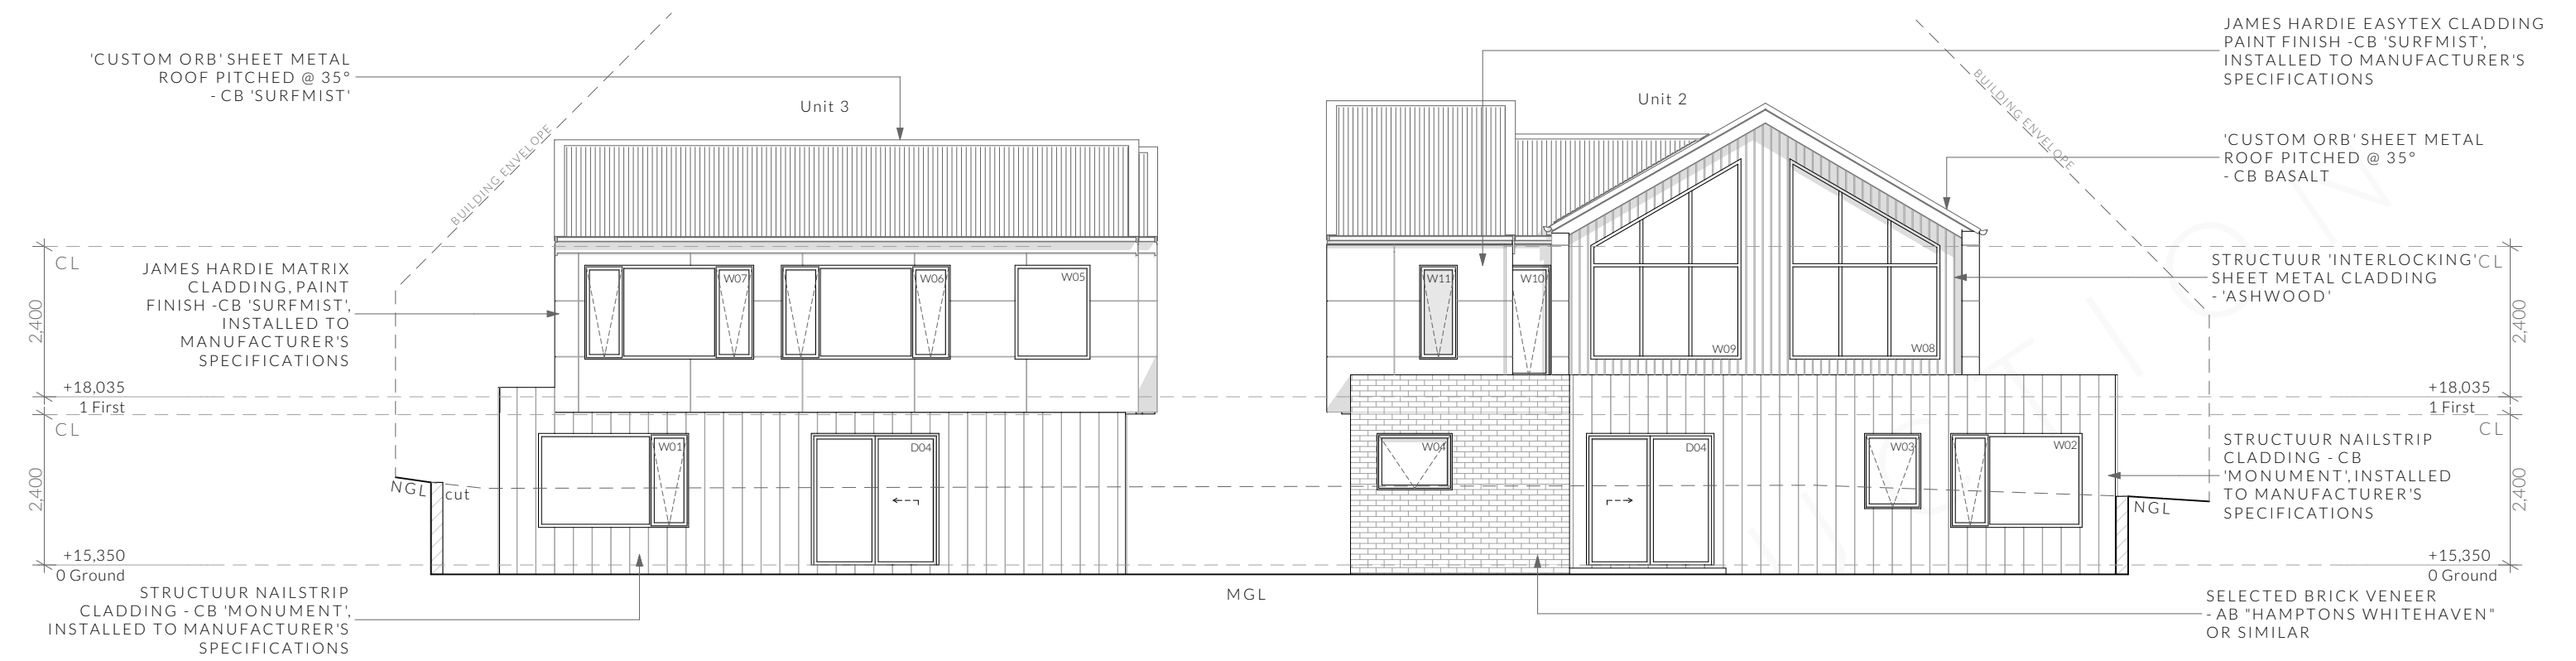 'CUSTOM ORB' SHEET METAL
ROOF PITCHED @ 35°
- CB 'SURFMIST'
BUILDING ENVELOPE
Unit 3
Unit 2
BUILDING ENVELOPE
JAMES HARDIE EASYTEX CLADDING
PAINT FINISH -CB 'SURFMIST',
INSTALLED TO MANUFACTURER'S
SPECIFICATIONS
'CUSTOM ORB' SHEET METAL
ROOF PITCHED @ 35°
- CB BASALT
CL
2,400
JAMES HARDIE MATRIX
CLADDING, PAINT
FINISH -CB 'SURFMIST',
INSTALLED TO
MANUFACTURER'S
SPECIFICATIONS
W07
W06
W05
W11
W10
W09
W08
STRUCTUUR 'INTERLOCKING'
SHEET METAL CLADDING
- 'ASHWOOD'
CL
2,400
+18,035
1 First
+18,035
1 First
CL
2,400
W01
D04
W04
D04
W03
W02
NGL
cut
NGL
STRUCTUUR NAILSTRIP
CLADDING - CB
'MONUMENT', INSTALLED
TO MANUFACTURER'S
SPECIFICATIONS
CL
2,400
+15,350
0 Ground
+15,350
0 Ground
STRUCTUUR NAILSTRIP
CLADDING - CB 'MONUMENT',
INSTALLED TO MANUFACTURER'S
SPECIFICATIONS
MGL
SELECTED BRICK VENEER
- AB "HAMPTONS WHITEHAVEN"
OR SIMILAR